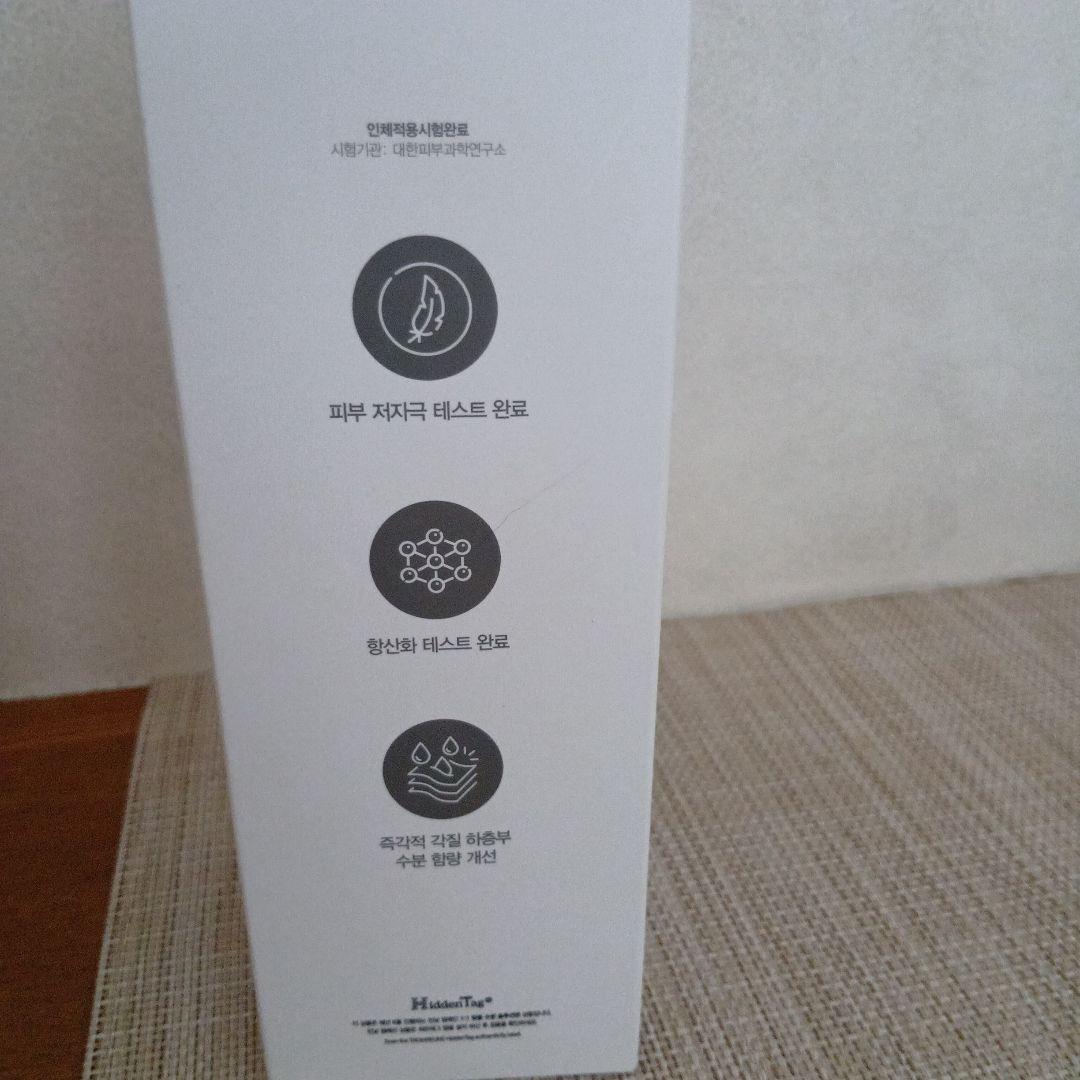 인체적용시험완료
시험기관: 대한피부과학연구소
피부 저자극 테스트 완료
항산화 테스트 완료
즉각적 각질 하층부
수분 함량 개선
HiddenTag®